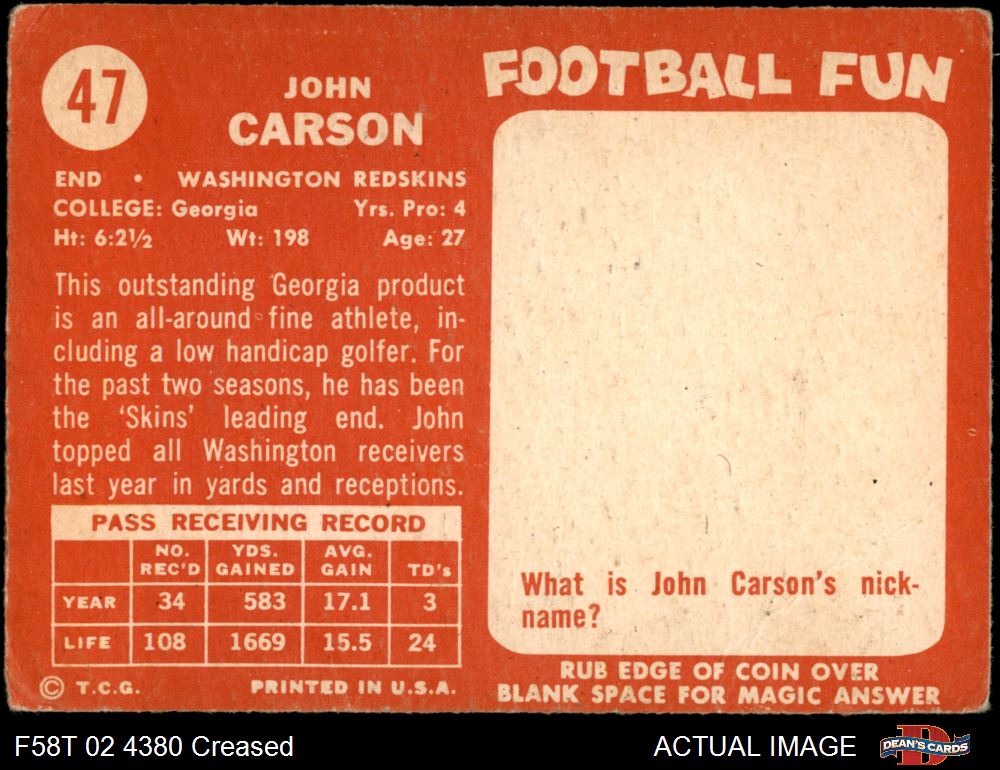 47
JOHN
CARSON
END • WASHINGTON REDSKINS
COLLEGE: Georgia Yrs. Pro: 4
Ht: 6:2½ Wt: 198 Age: 27
This outstanding Georgia product
is an all-around fine athlete, in-
cluding a low handicap golfer. For
the past two seasons, he has been
the 'Skins' leading end. John
topped all Washington receivers
last year in yards and receptions.
PASS RECEIVING RECORD
NO. REC'D YDS. GAINED AVG. GAIN TD's
YEAR 34 583 17.1 3
LIFE 108 1669 15.5 24
© T.C.G. PRINTED IN U.S.A.
FOOTBALL FUN
What is John Carson's nick-
name?
RUB EDGE OF COIN OVER
BLANK SPACE FOR MAGIC ANSWER
F58T 02 4380 Creased
ACTUAL IMAGE
DEAN'S CARDS